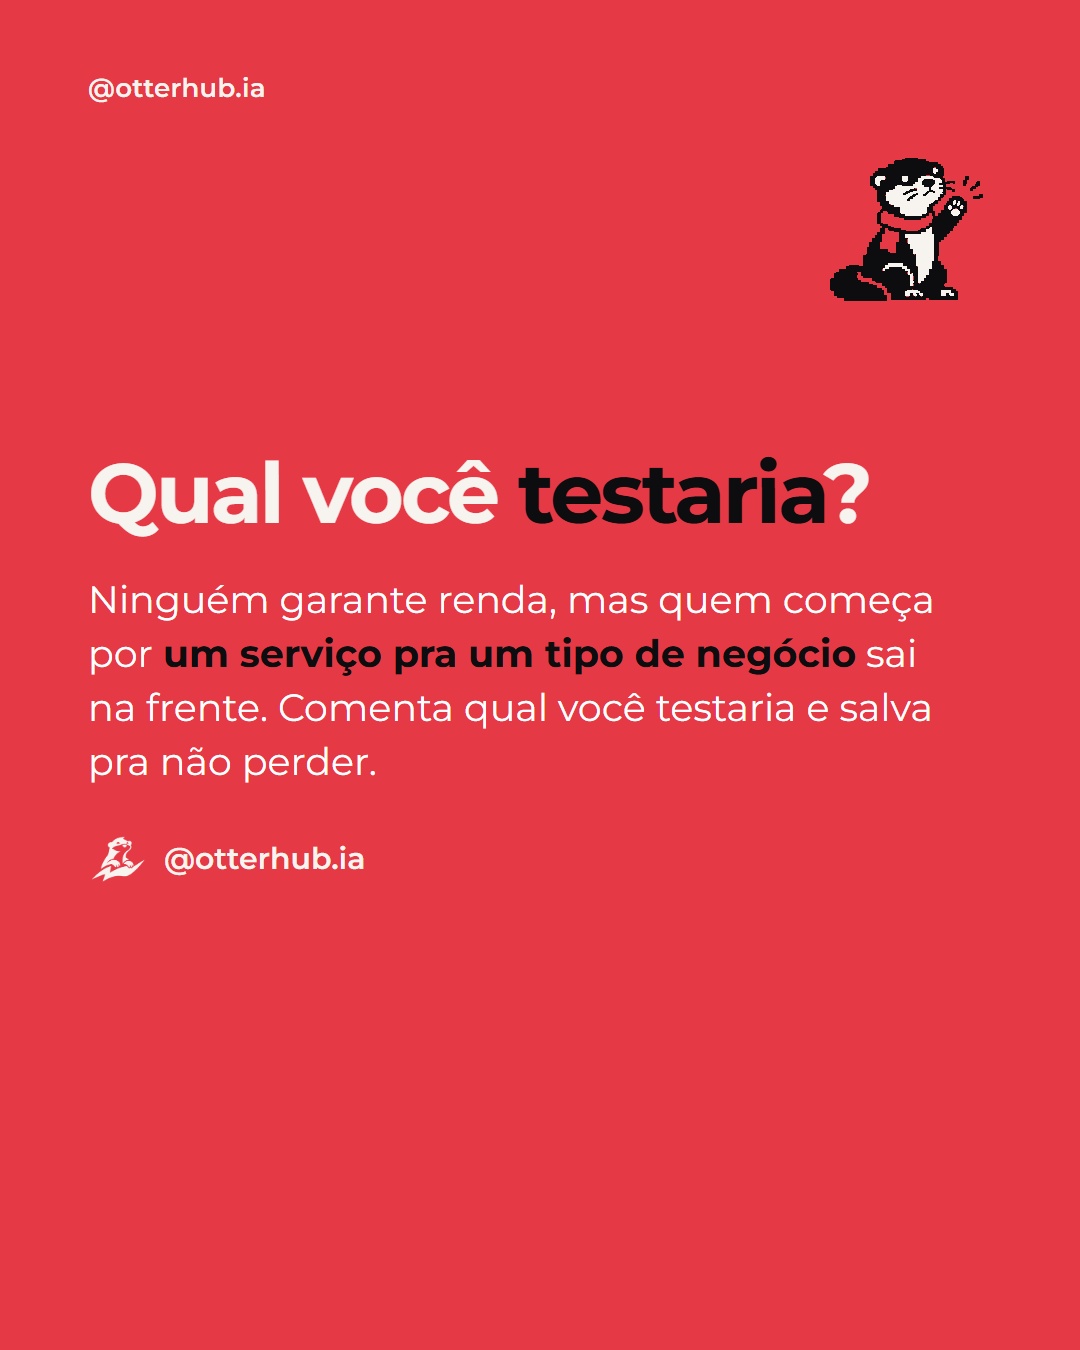 @otterhub.ia
Qual você testaria?
Ninguém garante renda, mas quem começa
por um serviço pra um tipo de negócio sai
na frente. Comenta qual você testaria e salva
pra não perder.
@otterhub.ia